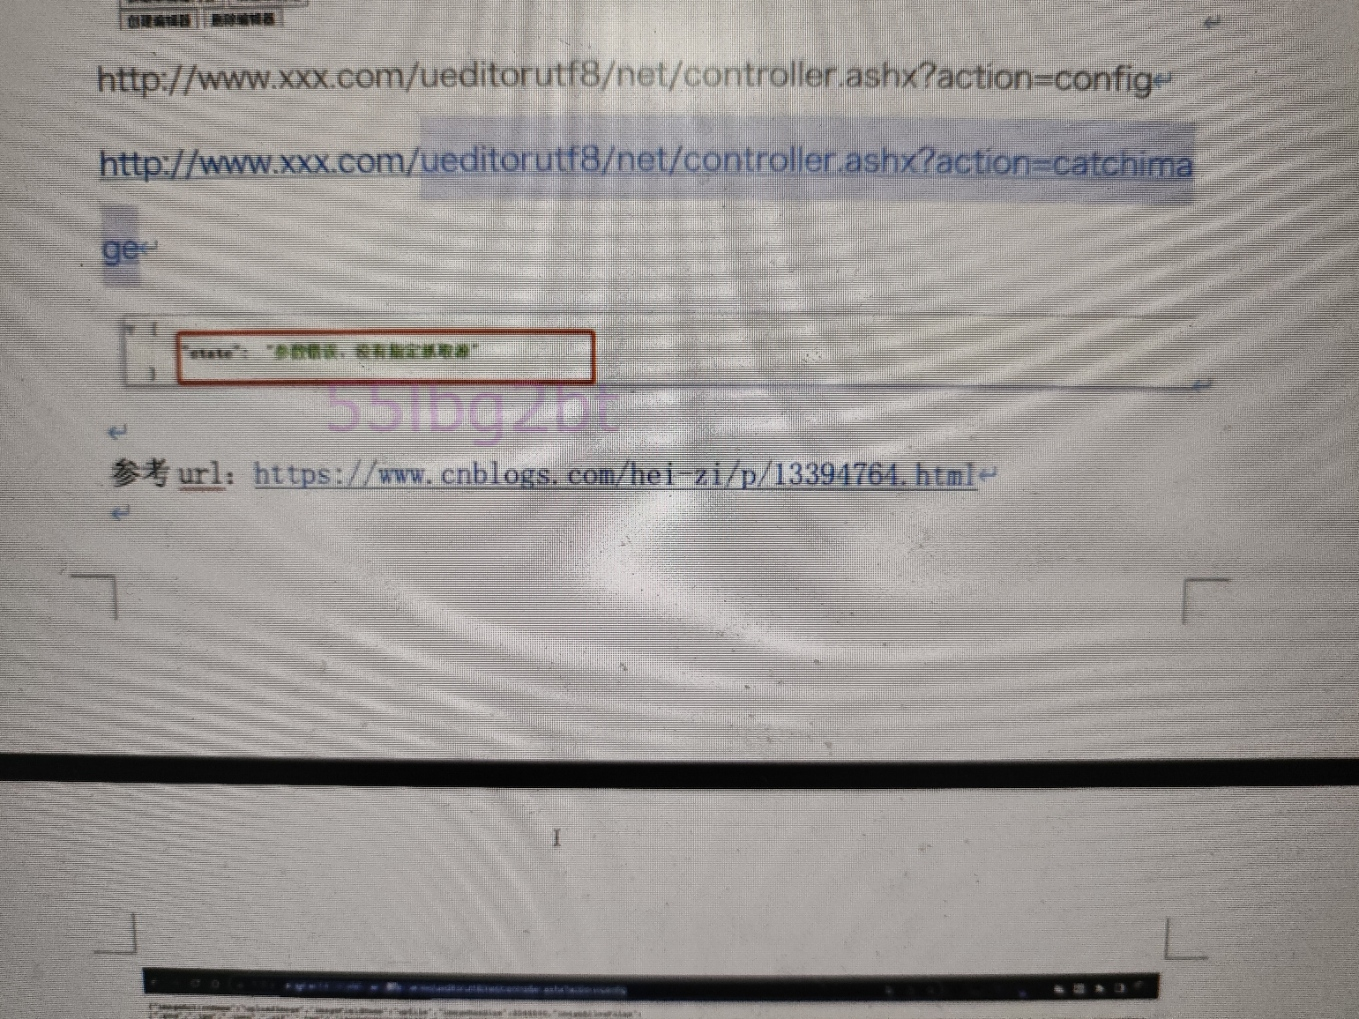 创建编辑器 删除编辑器
http://www.xxx.com/ueditorutf8/net/controller.ashx?action=config
http://www.xxx.com/ueditorutf8/net/controller.ashx?action=catchima
ge
{
"state": "参数错误：没有指定抓取源"
}
55lbg2bt
参考 url：https://www.cnblogs.com/hei-zi/p/13394764.html